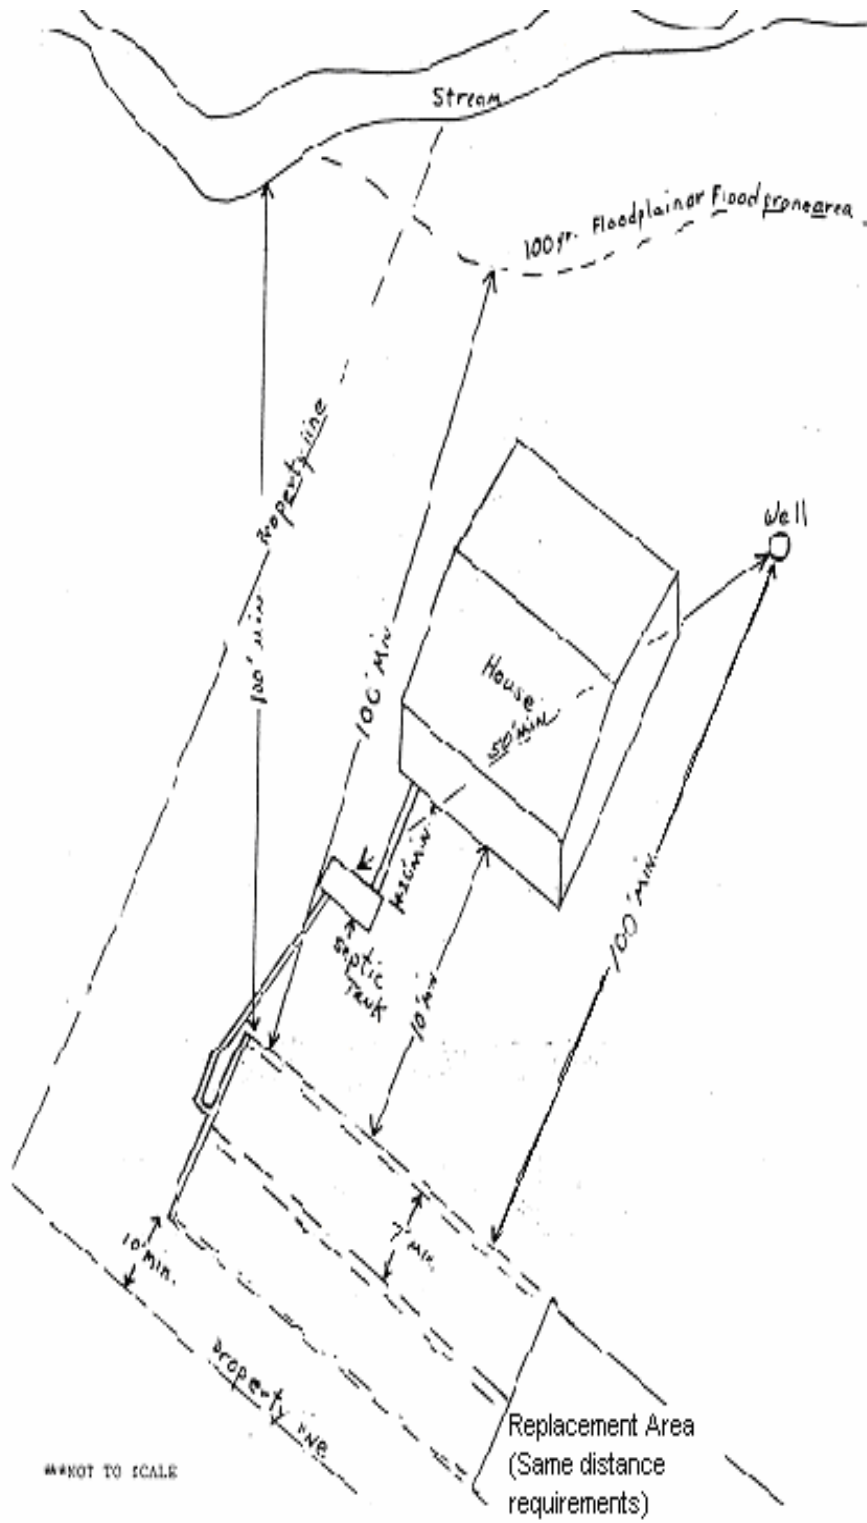 Stream
100 yr. Floodplain or Flood prone area
Property line
Well
100' MIN
100' MIN
House
50' MIN
MIN
100' MIN.
Septic
TANK
10' MIN
7' MIN.
10' MIN.
Property line
Replacement Area
(Same distance
requirements)
***NOT TO SCALE